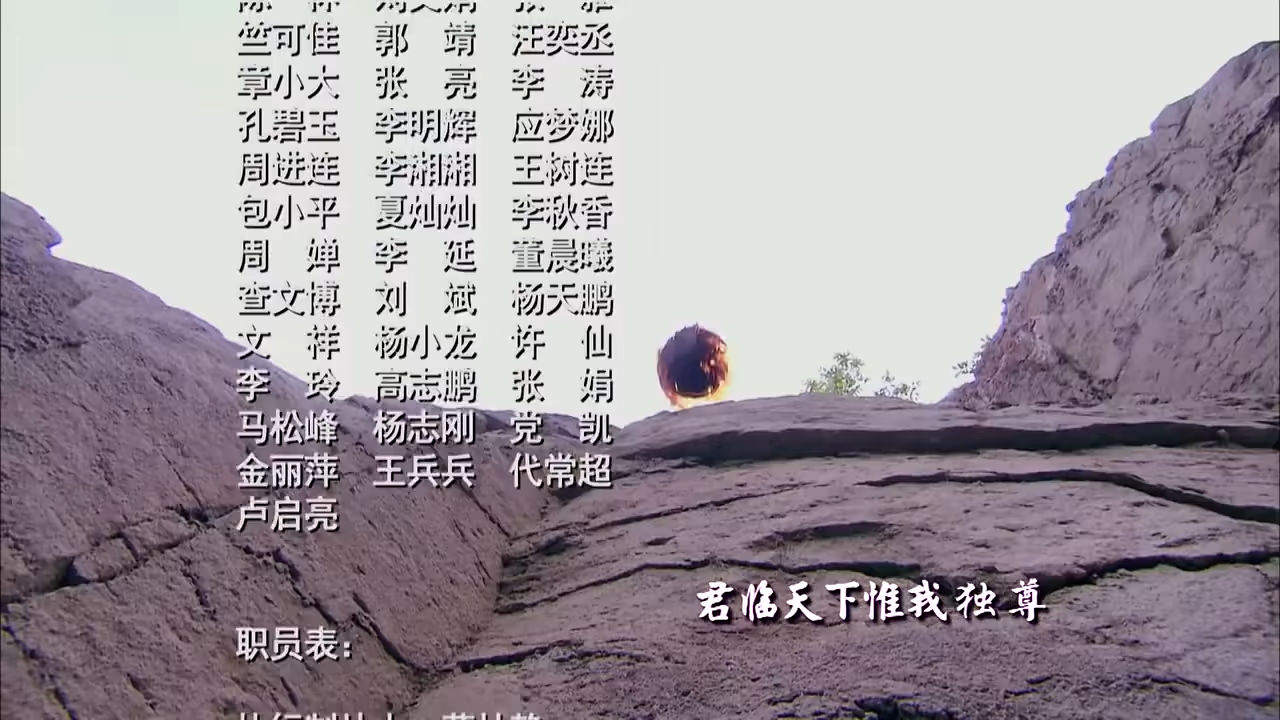 竺可佳 郭 靖 汪奕丞
章小大 张 亮 李 涛
孔碧玉 李明辉 应梦娜
周进连 李湘湘 王树连
包小平 夏灿灿 李秋香
周 婵 李 延 董晨曦
查文博 刘 斌 杨天鹏
文 祥 杨小龙 许 仙
李 玲 高志鹏 张 娟
马松峰 杨志刚 党 凯
金丽萍 王兵兵 代常超
卢启亮
君临天下惟我独尊
职员表：